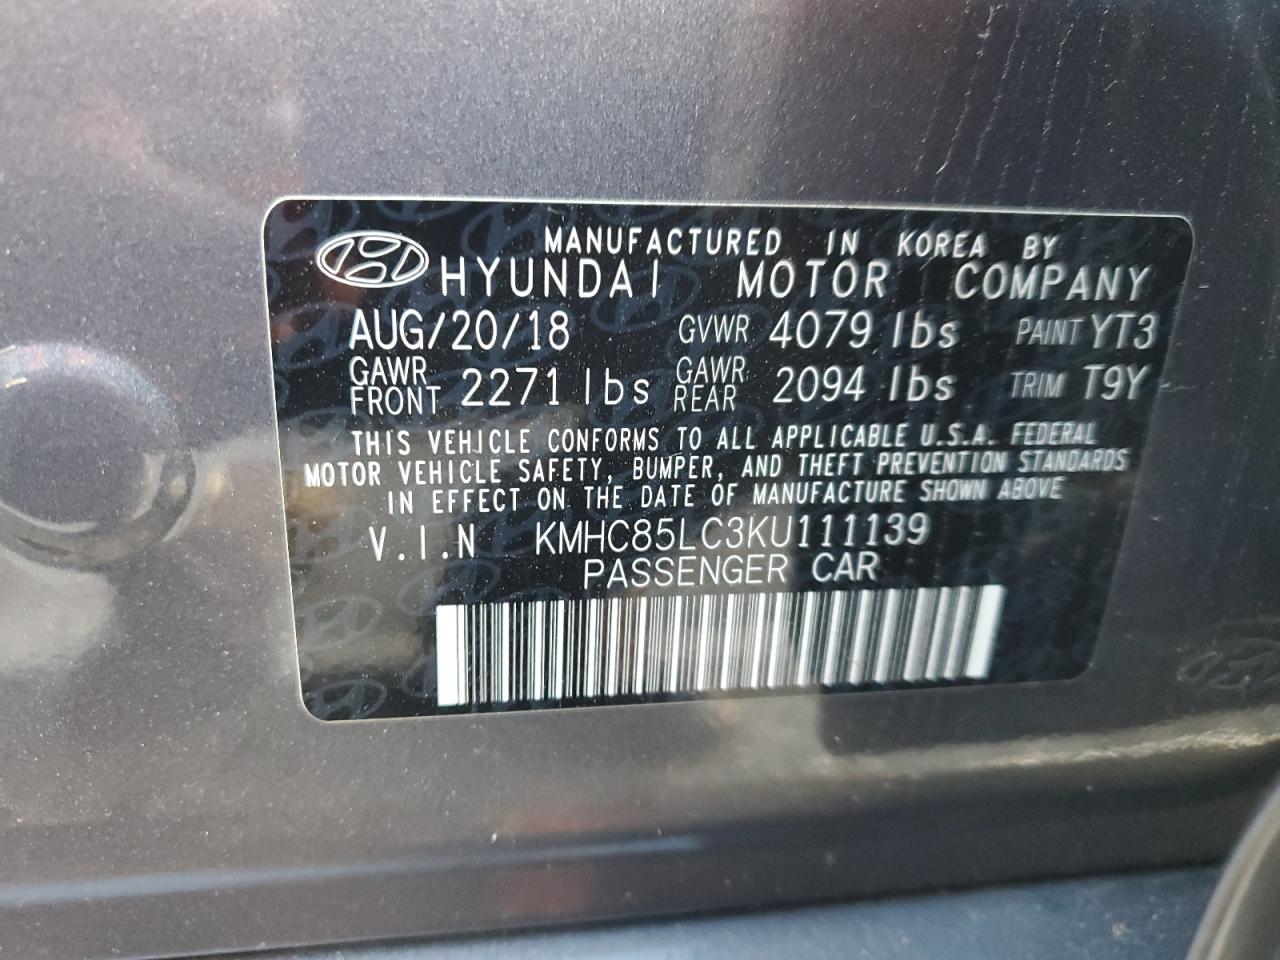 MANUFACTURED IN KOREA BY
HYUNDAI MOTOR COMPANY
AUG/20/18 GVWR 4079 lbs PAINT YT3
GAWR FRONT 2271 lbs GAWR REAR 2094 lbs TRIM T9Y
THIS VEHICLE CONFORMS TO ALL APPLICABLE U.S.A. FEDERAL
MOTOR VEHICLE SAFETY, BUMPER, AND THEFT PREVENTION STANDARDS
IN EFFECT ON THE DATE OF MANUFACTURE SHOWN ABOVE
V.I.N KMHC85LC3KU111139
PASSENGER CAR